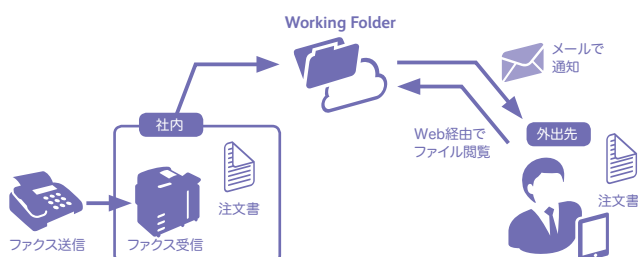 Working Folder
メールで
通知
社内
Web経由で
ファイル閲覧
外出先
注文書
注文書
ファクス送信
ファクス受信